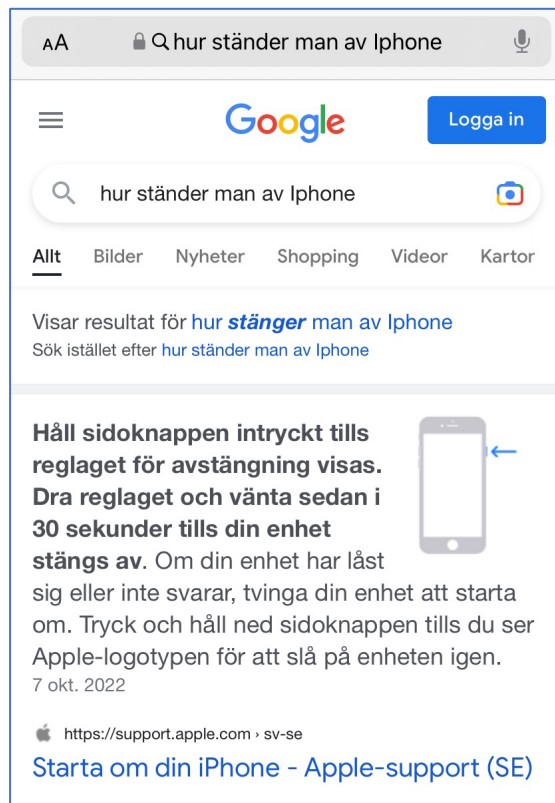 AA hur ständer man av Iphone
Google
Logga in
hur ständer man av Iphone
Allt Bilder Nyheter Shopping Videor Kartor
Visar resultat för hur stänger man av Iphone
Sök istället efter hur ständer man av Iphone
Håll sidoknappen intryckt tills
reglaget för avstängning visas.
Dra reglaget och vänta sedan i
30 sekunder tills din enhet
stängs av. Om din enhet har låst
sig eller inte svarar, tvinga din enhet att starta
om. Tryck och håll ned sidoknappen tills du ser
Apple-logotypen för att slå på enheten igen.
7 okt. 2022
https://support.apple.com › sv-se
Starta om din iPhone - Apple-support (SE)